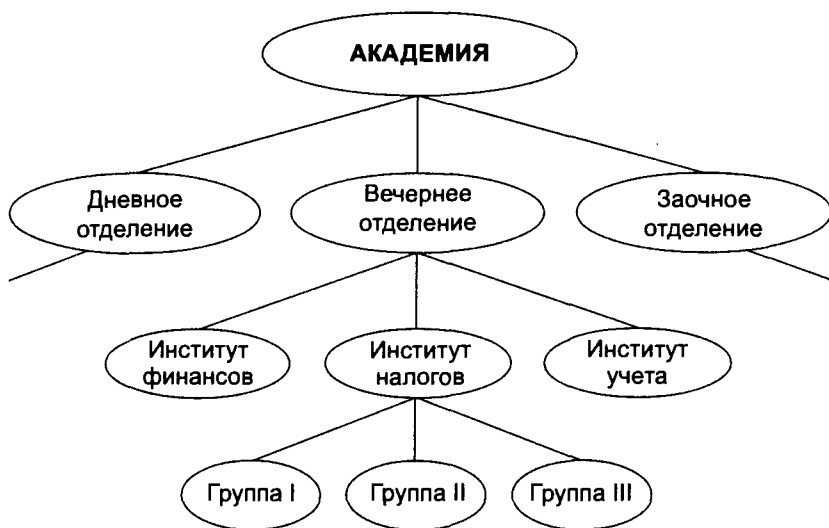 АКАДЕМИЯ
Дневное
отделение
Вечернее
отделение
Заочное
отделение
Институт
финансов
Институт
налогов
Институт
учета
Группа I
Группа II
Группа III